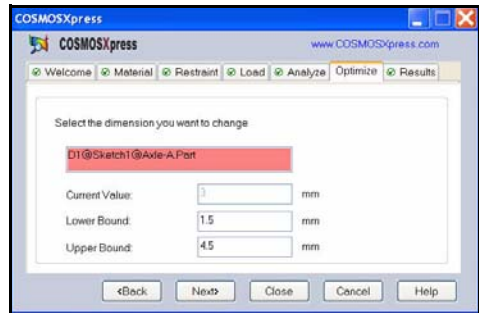 COSMOSXpress
COSMOSXpress www.COSMOSXpress.com
Welcome Material Restraint Load Analyze Optimize Results
Select the dimension you want to change
D1@Sketch1@Axle-A.Part
Current Value: 3 mm
Lower Bound: 1.5 mm
Upper Bound: 4.5 mm
<Back Next> Close Cancel Help